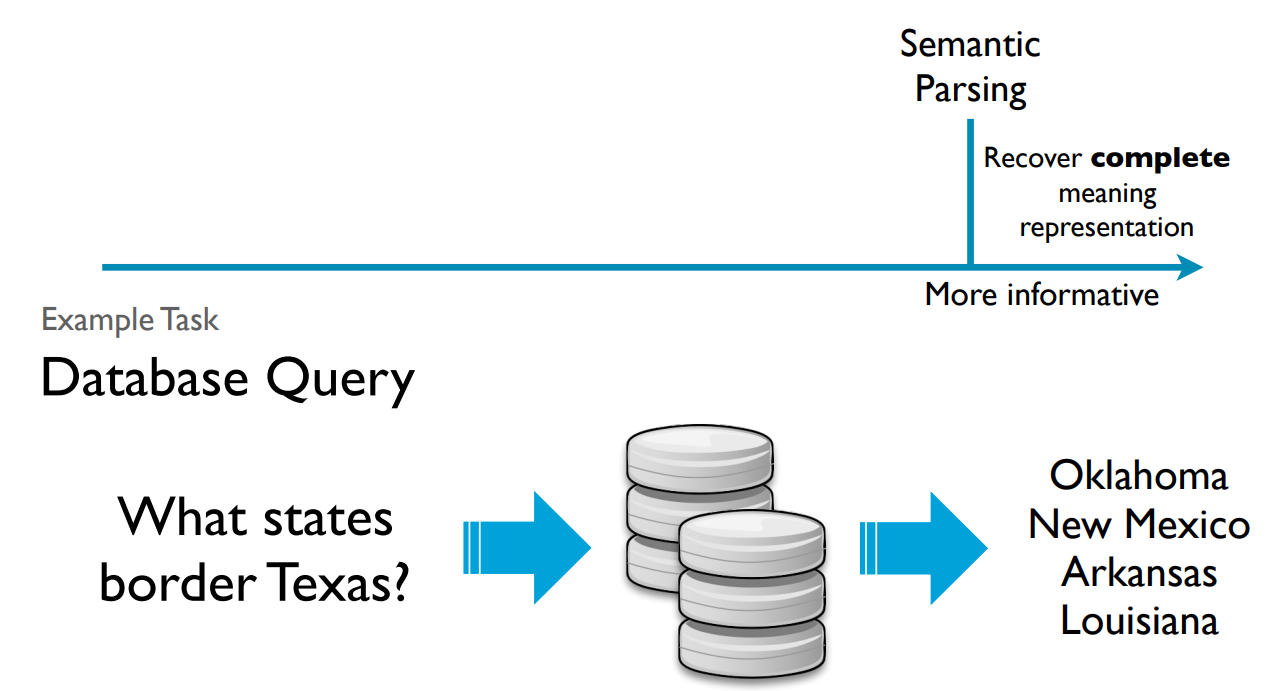 Semantic
Parsing
Recover complete
meaning
representation
More informative
Example Task
Database Query
What states
border Texas?
Oklahoma
New Mexico
Arkansas
Louisiana